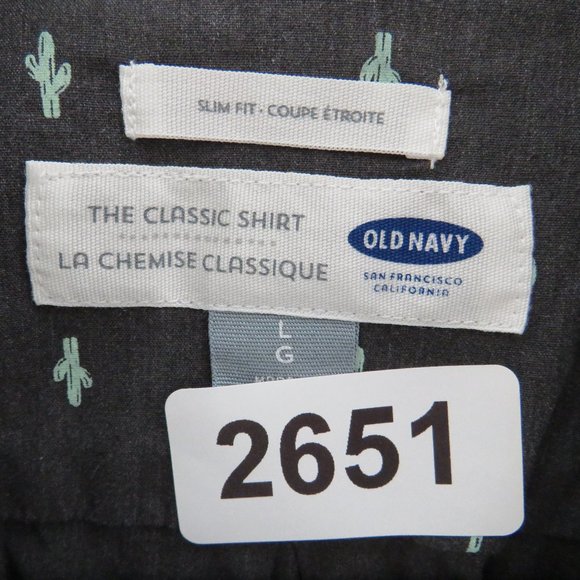 SLIM FIT · COUPE ÉTROITE
THE CLASSIC SHIRT
LA CHEMISE CLASSIQUE
OLD NAVY
SAN FRANCISCO
CALIFORNIA
L
G
2651